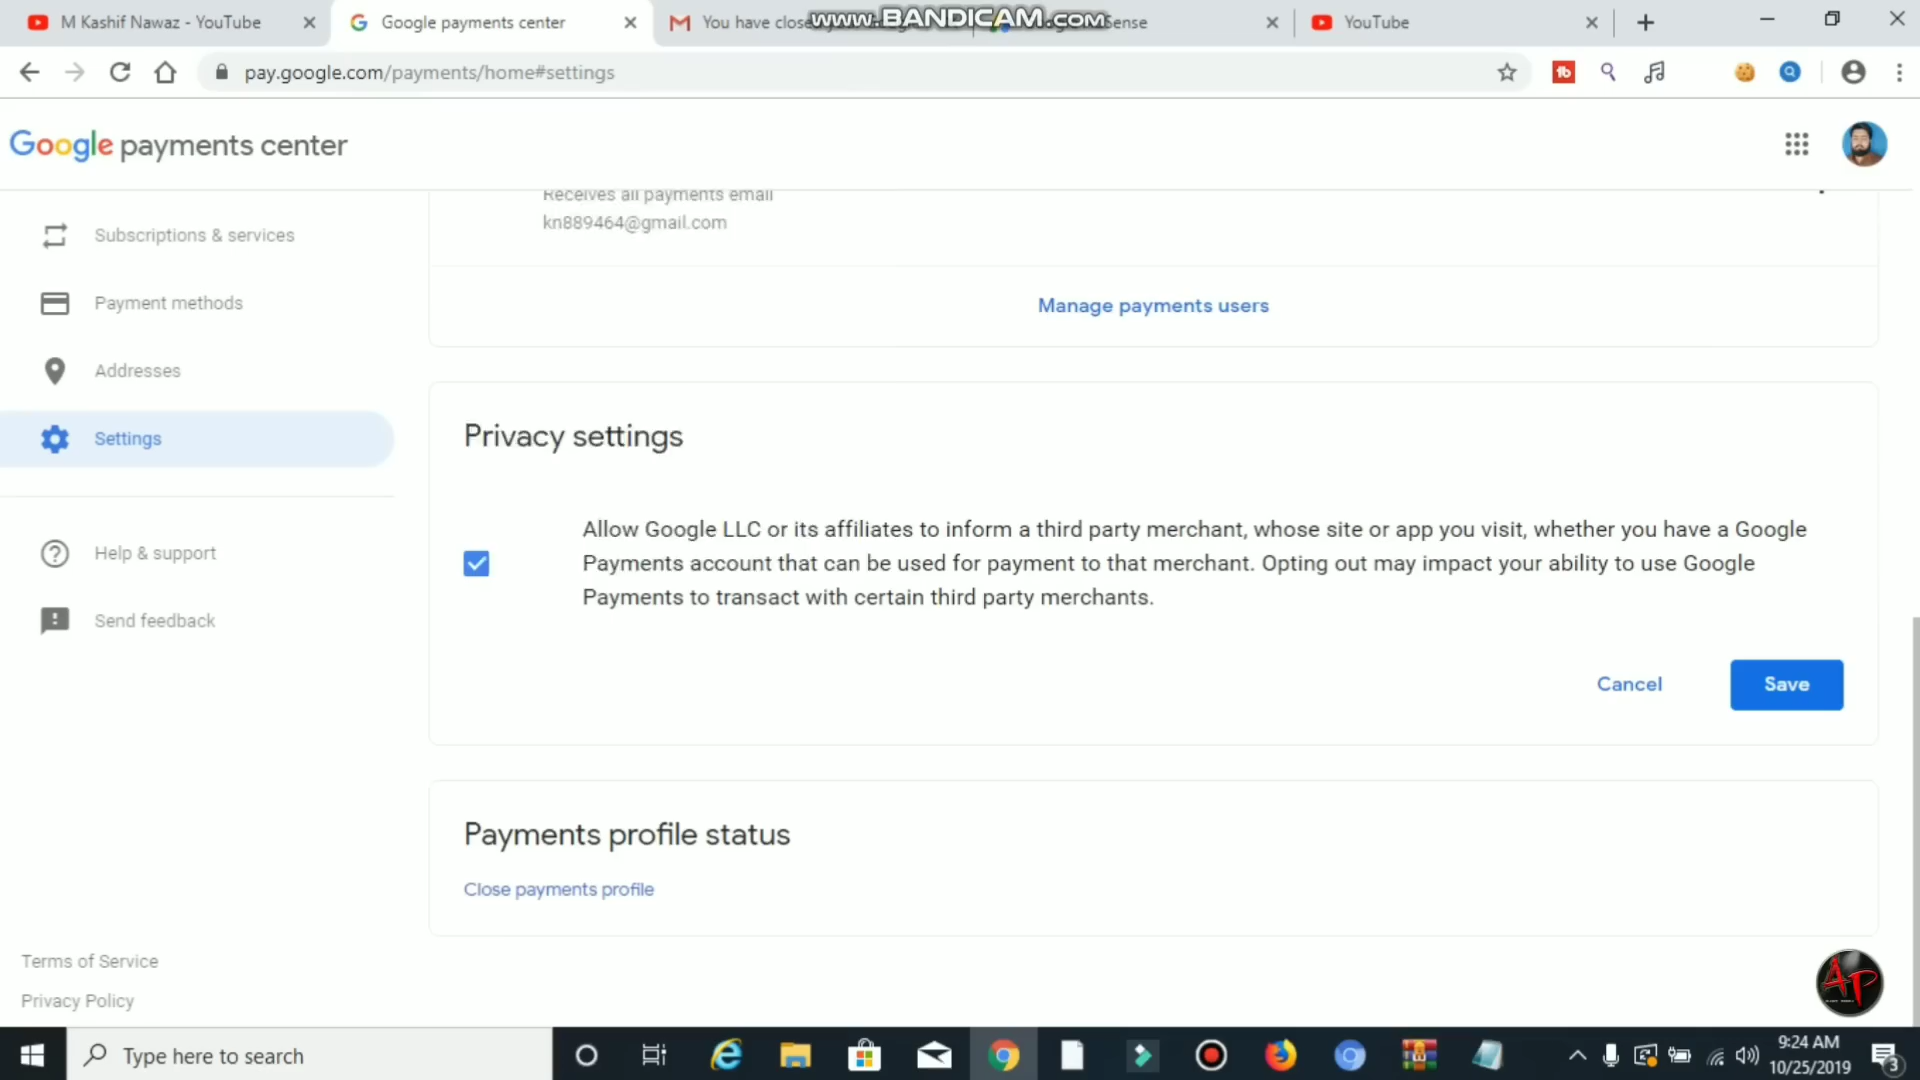 M Kashif Nawaz - YouTube
Google payments center
You have close
Sense
YouTube
www.BANDICAM.com
pay.google.com/payments/home#settings
Google payments center
Receives all payments email
kn889464@gmail.com
Manage payments users
Subscriptions & services
Payment methods
Addresses
Settings
Help & support
Send feedback
Privacy settings
Allow Google LLC or its affiliates to inform a third party merchant, whose site or app you visit, whether you have a Google
Payments account that can be used for payment to that merchant. Opting out may impact your ability to use Google
Payments to transact with certain third party merchants.
Cancel
Save
Payments profile status
Close payments profile
Terms of Service
Privacy Policy
AP
Type here to search
9:24 AM
10/25/2019
3